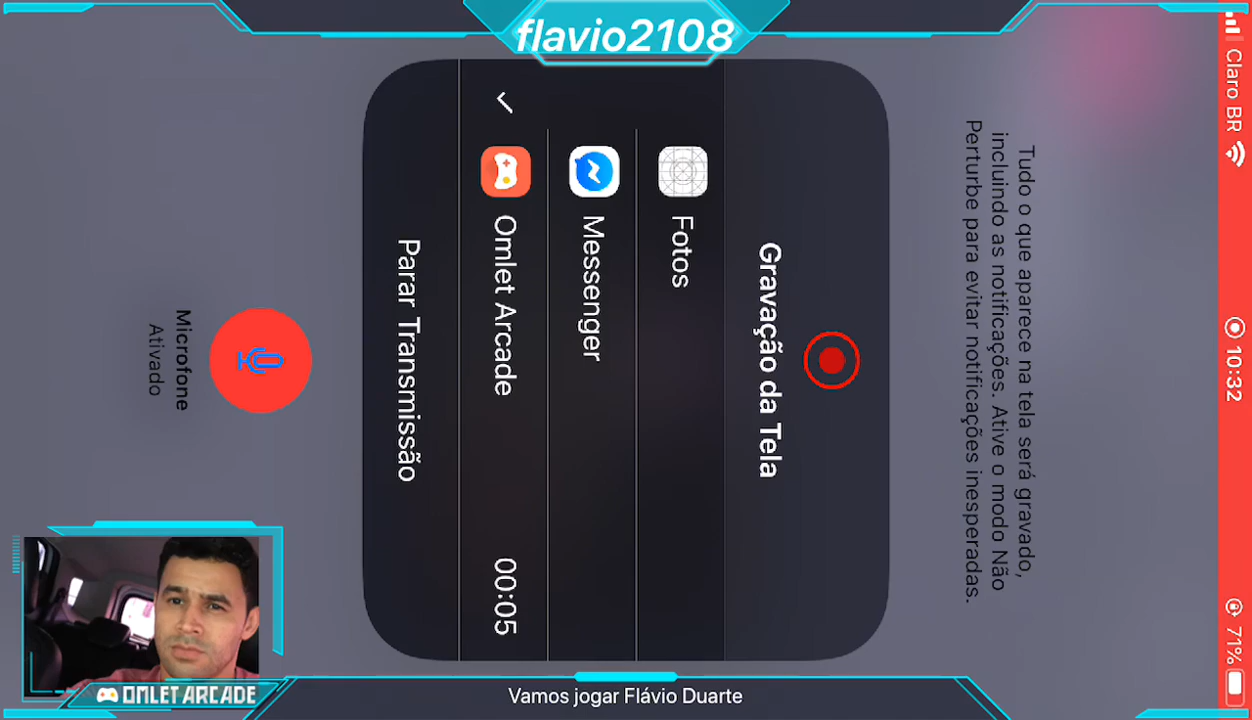 flavio2108
Claro BR
10:32
71%
Tudo o que aparece na tela será gravado,
incluindo as notificações. Ative o modo Não
Perturbe para evitar notificações inesperadas.
Gravação da Tela
Fotos
Messenger
Omlet Arcade 00:05
Parar Transmissão
Microfone
Ativado
OMLET ARCADE
Vamos jogar Flávio Duarte